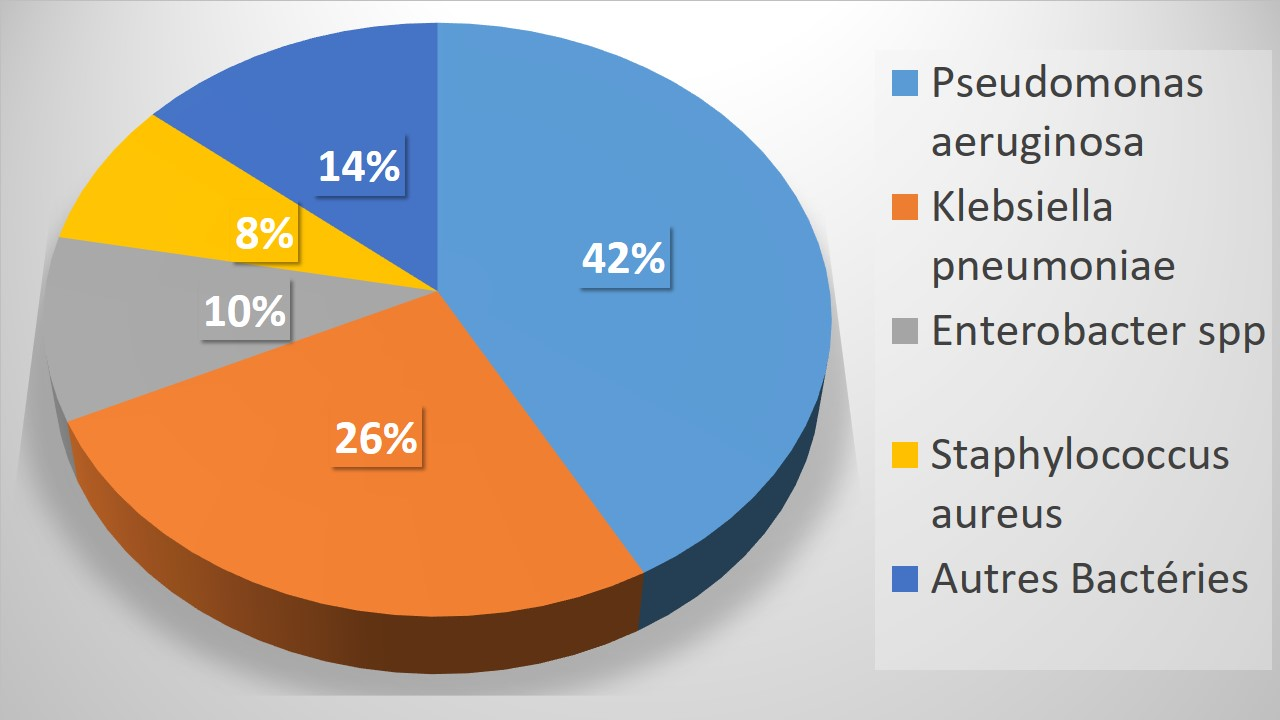 14%
42%
8%
10%
26%
Pseudomonas
aeruginosa
Klebsiella
pneumoniae
Enterobacter spp
Staphylococcus
aureus
Autres Bactéries